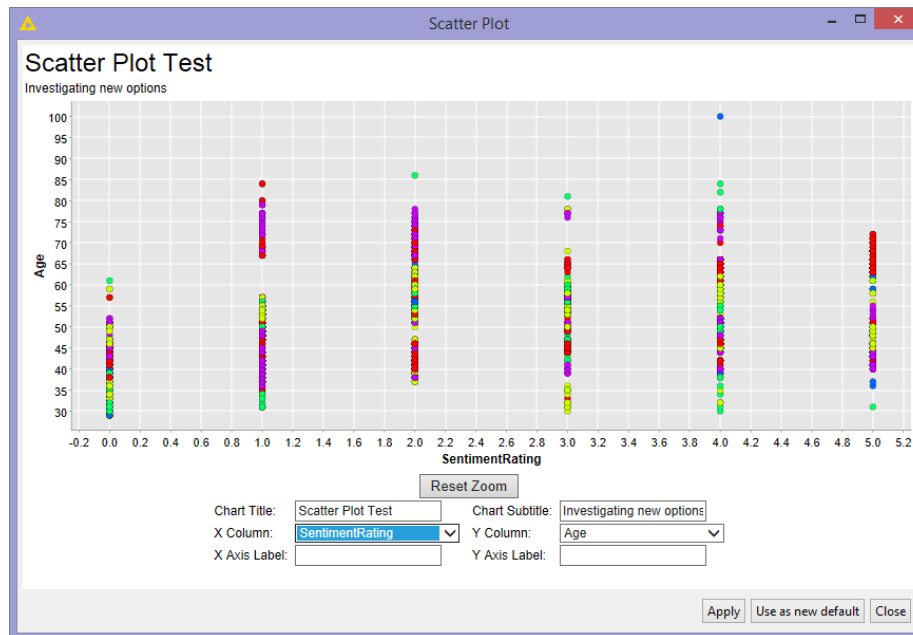 Scatter Plot
Scatter Plot Test
Investigating new options
100
95
90
85
80
75
70
65
60
55
50
45
40
35
30
Age
-0.2 0.0 0.2 0.4 0.6 0.8 1.0 1.2 1.4 1.6 1.8 2.0 2.2 2.4 2.6 2.8 3.0 3.2 3.4 3.6 3.8 4.0 4.2 4.4 4.6 4.8 5.0 5.2
SentimentRating
Reset Zoom
Chart Title: Scatter Plot Test Chart Subtitle: Investigating new options
X Column: SentimentRating Y Column: Age
X Axis Label: Y Axis Label:
Apply Use as new default Close